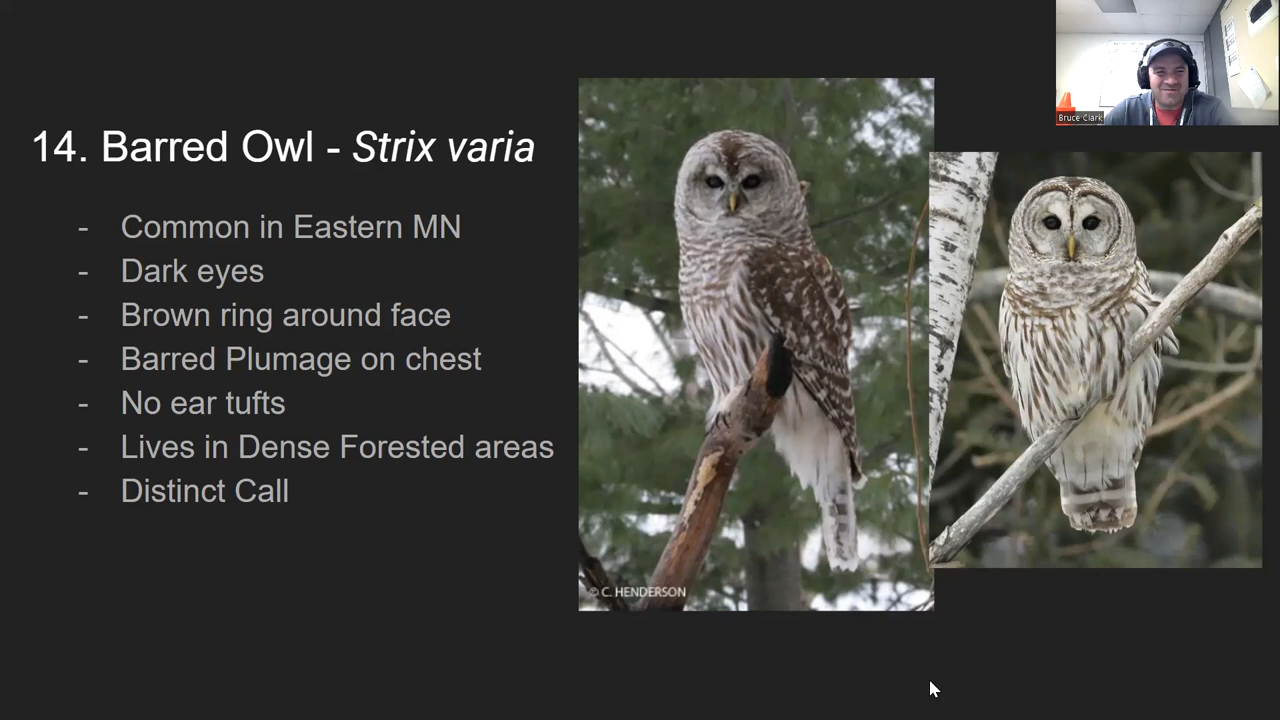 14. Barred Owl - Strix varia
- Common in Eastern MN
- Dark eyes
- Brown ring around face
- Barred Plumage on chest
- No ear tufts
- Lives in Dense Forested areas
- Distinct Call
© C. HENDERSON
Bruce Clark